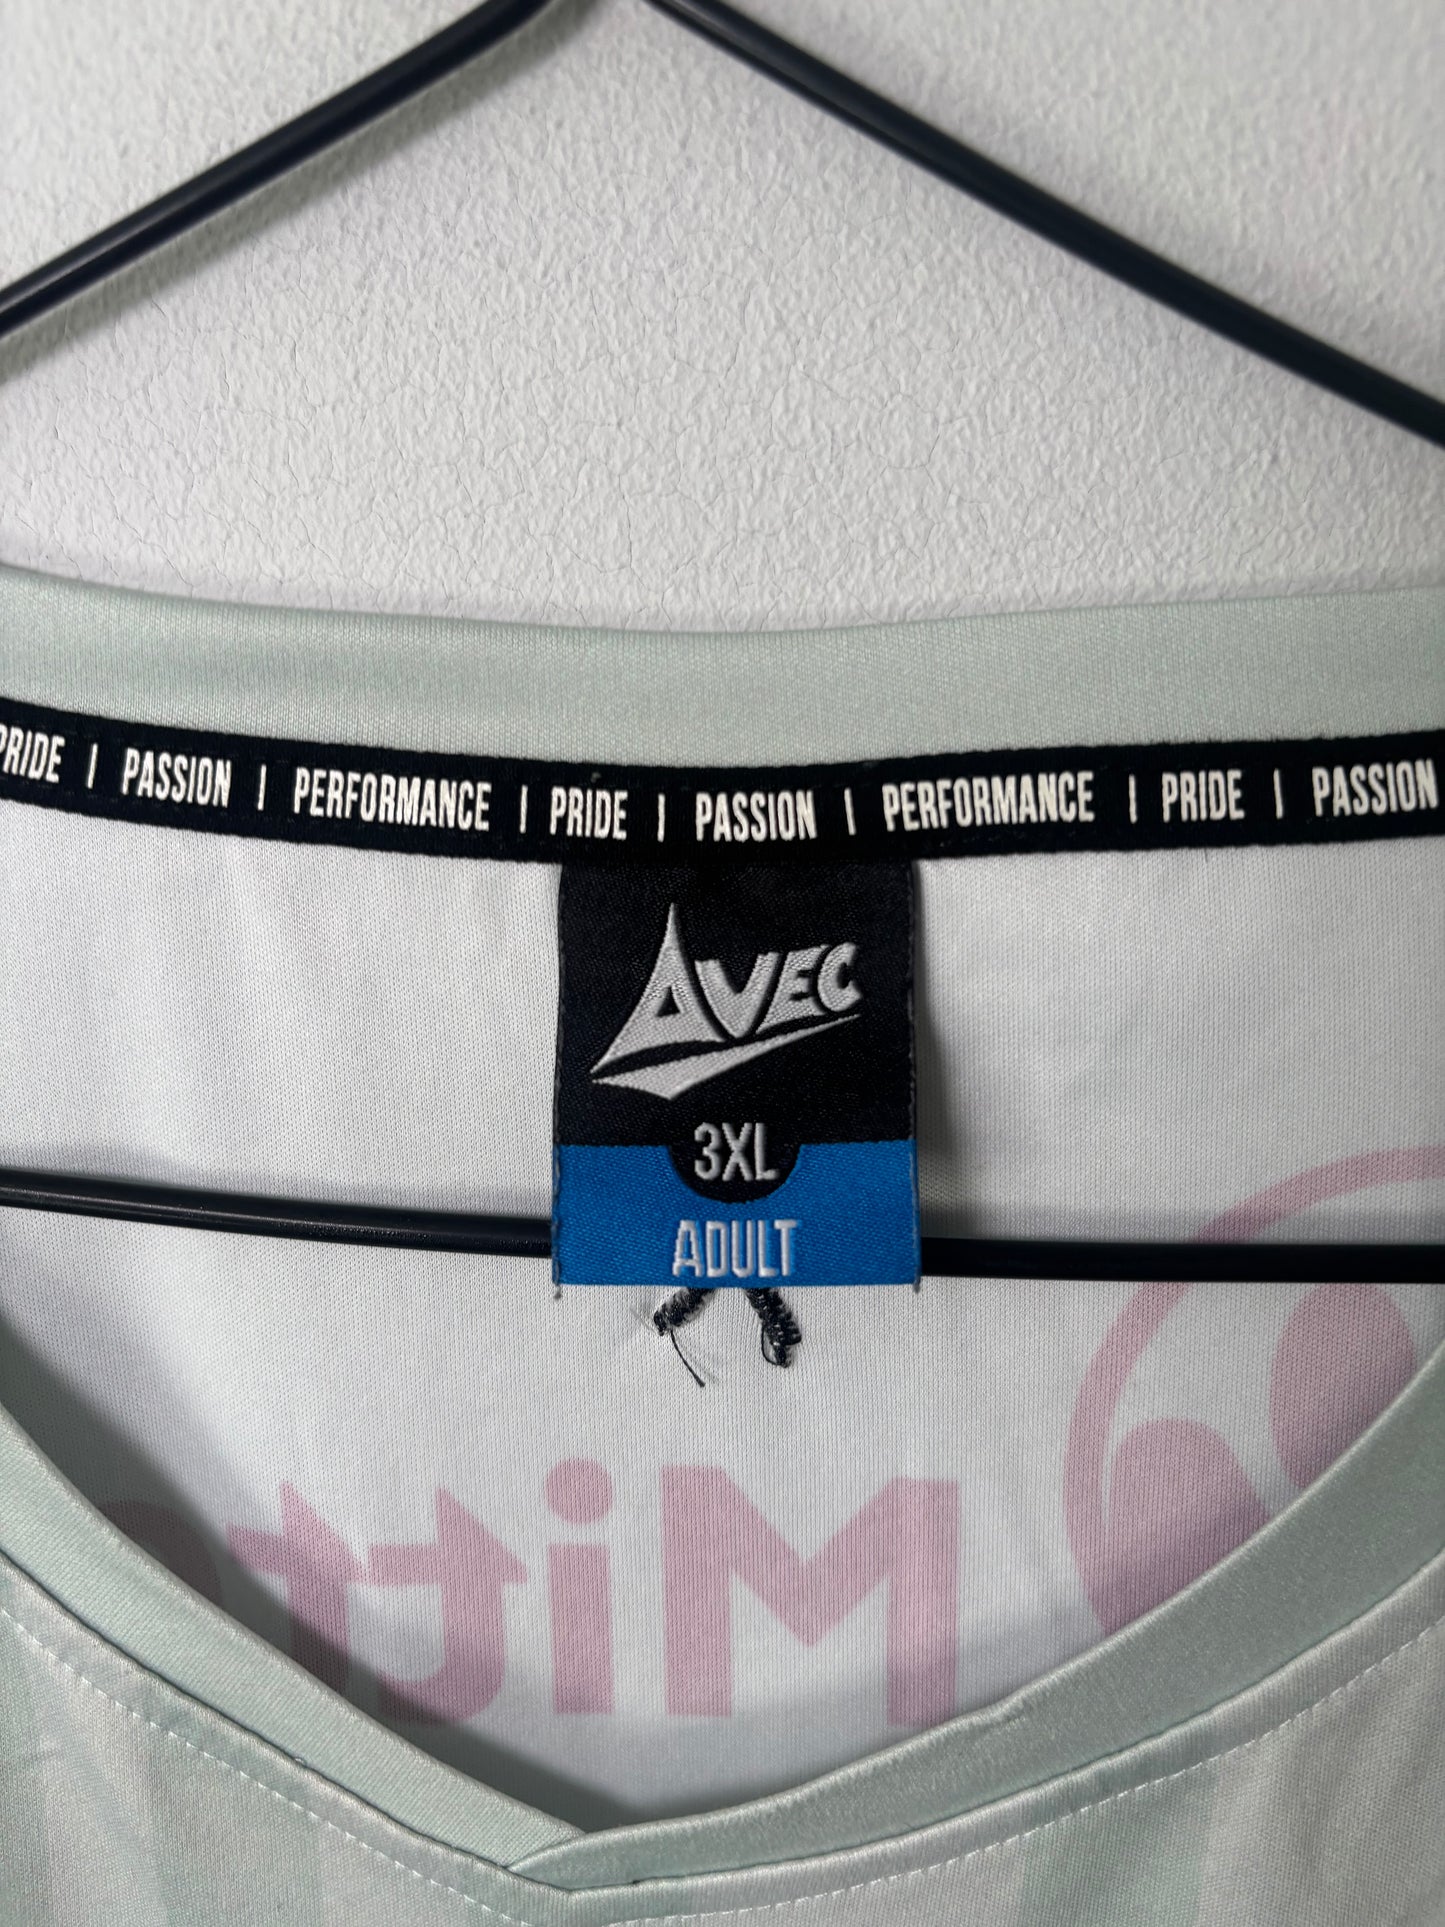 PRIDE | PASSION | PERFORMANCE | PRIDE | PASSION | PERFORMANCE | PRIDE | PASSION
AVEC
3XL
ADULT